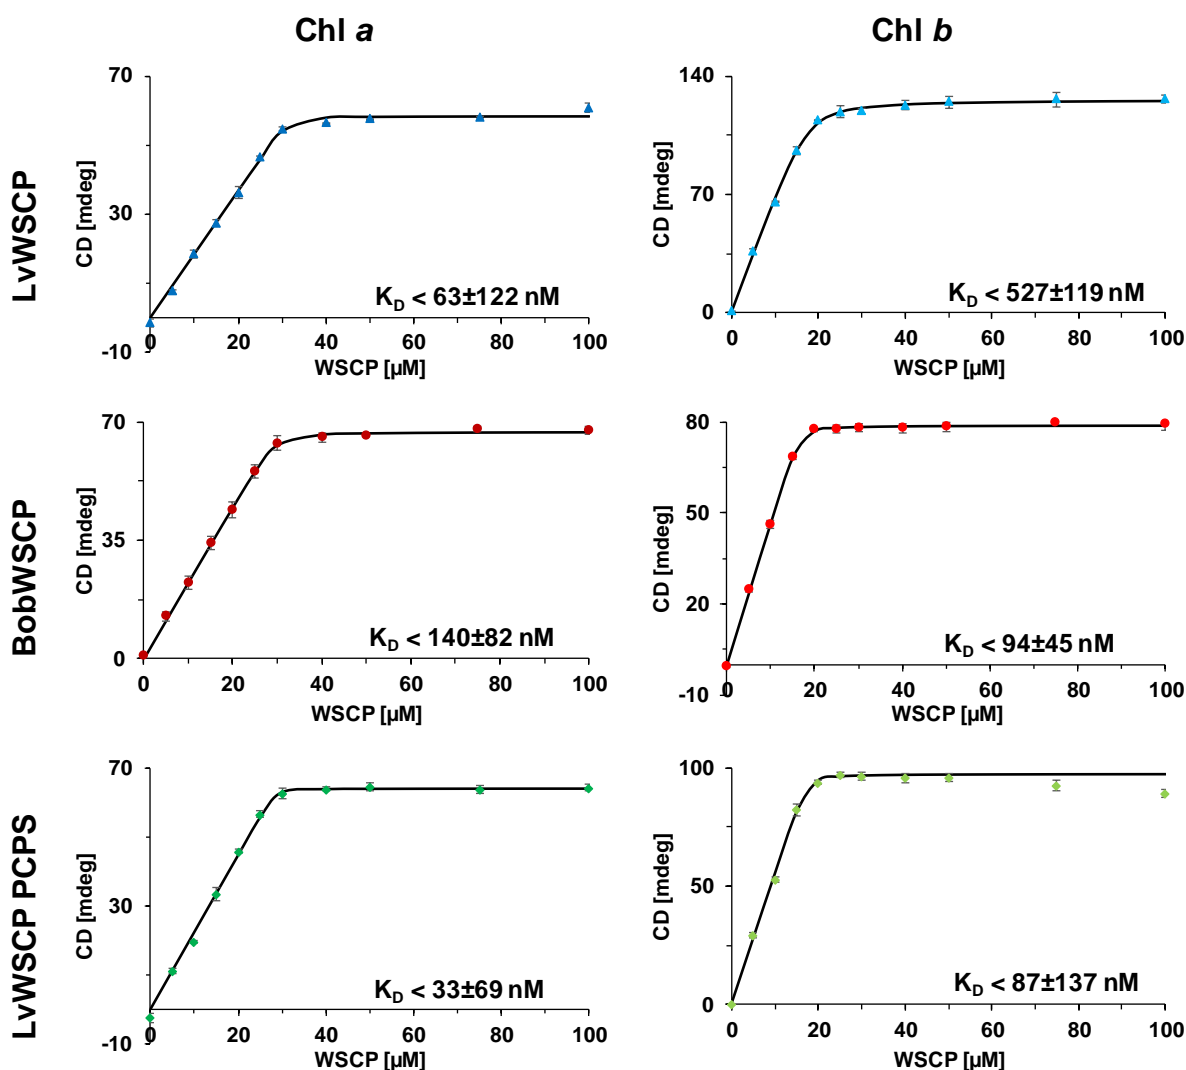 Chl a
Chl b
LvWSCP
CD [mdeg]
70
30
-10
0
20
40
60
80
100
WSCP [µM]
K_D < 63±122 nM
CD [mdeg]
140
70
0
0
20
40
60
80
100
WSCP [µM]
K_D < 527±119 nM
BobWSCP
CD [mdeg]
70
35
0
0
20
40
60
80
100
WSCP [µM]
K_D < 140±82 nM
CD [mdeg]
80
50
20
-10
0
20
40
60
80
100
WSCP [µM]
K_D < 94±45 nM
LvWSCP PCPS
CD [mdeg]
70
30
-10
0
20
40
60
80
100
WSCP [µM]
K_D < 33±69 nM
CD [mdeg]
100
50
0
0
20
40
60
80
100
WSCP [µM]
K_D < 87±137 nM